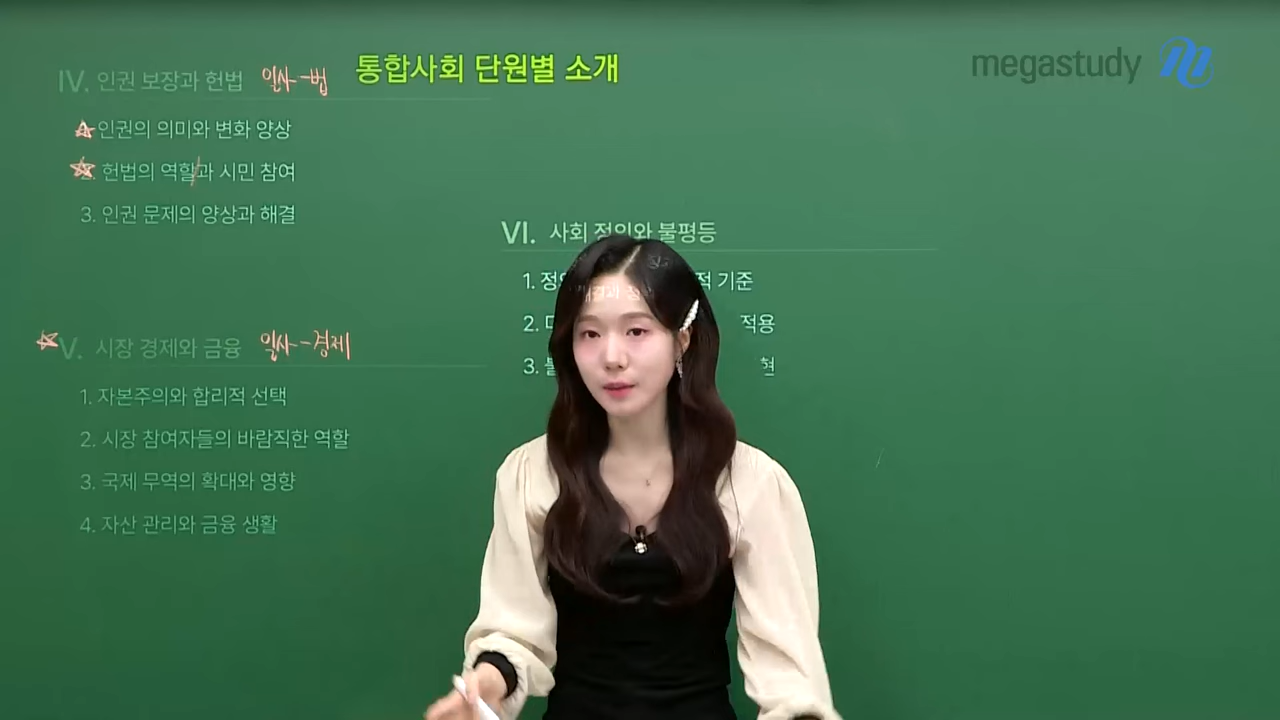 통합사회 단원별 소개
megastudy
IV. 인권 보장과 헌법 일사-법
인권의 의미와 변화 양상
헌법의 역할과 시민 참여
3. 인권 문제의 양상과 해결
V. 시장 경제와 금융 일사-경제
1. 자본주의와 합리적 선택
2. 시장 참여자들의 바람직한 역할
3. 국제 무역의 확대와 영향
4. 자산 관리와 금융 생활
VI. 사회 정의와 불평등
1. 기준
2. 적용
3.